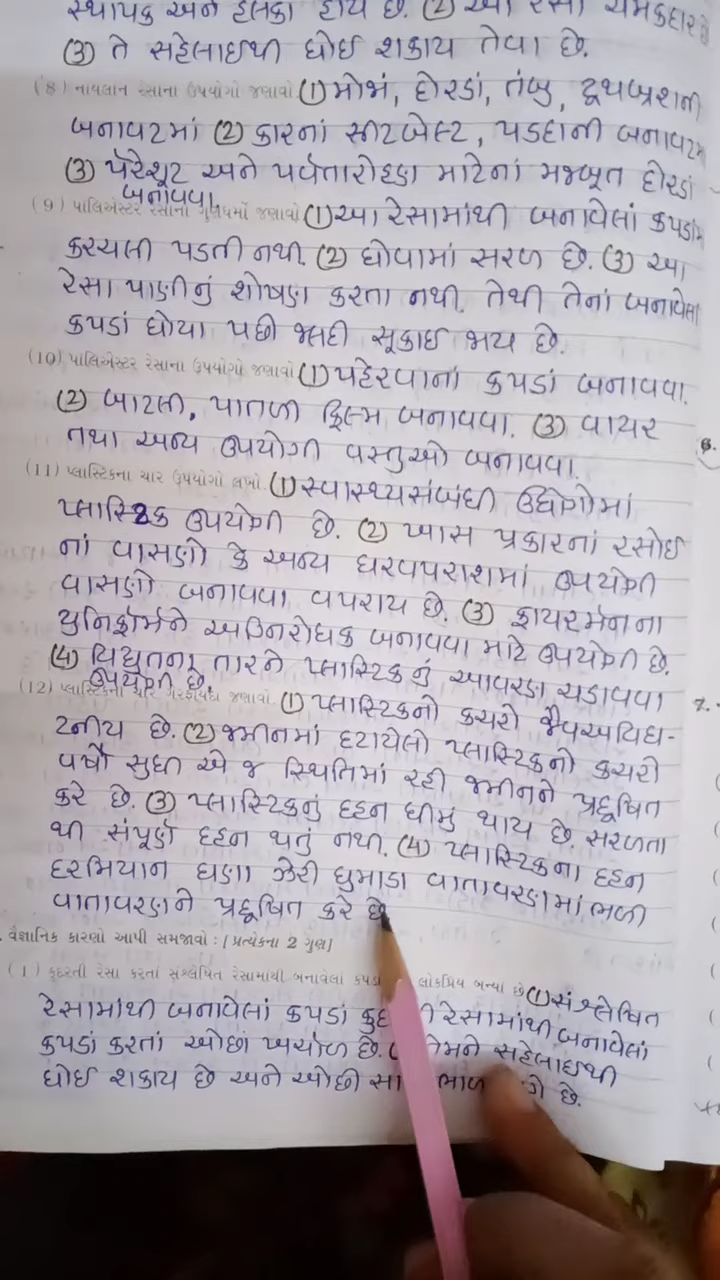 સ્થાપક અને હલકા હોય છે. (2) આ રેસા ચમકદાર છે
(3) તે સહેલાઈથી ધોઈ શકાય તેવા છે.
(8) નાયલોન રેસાના ઉપયોગો જણાવો (1) મોજાં, દોરડાં, તંબુ, ટૂથબ્રશની
બનાવટમાં (2) કારનાં સીટબેલ્ટ, પડદાની બનાવટમાં
(3) પૅરૅશૂટ અને પર્વતારોહણ માટેનાં મજબૂત દોરડાં
બનાવવા.
(9) પોલિએસ્ટર રેસાના ગુણધર્મો જણાવો (1) આ રેસામાંથી બનાવેલાં કપડાંમાં
કરચલી પડતી નથી. (2) ધોવામાં સરળ છે. (3) આ
રેસા પાણીનું શોષણ કરતા નથી. તેથી તેનાં બનાવેલા
કપડાં ધોયા પછી જલદી સૂકાઈ જાય છે.
(10) પોલિએસ્ટર રેસાના ઉપયોગો જણાવો (1) પહેરવાનાં કપડાં બનાવવા.
(2) બાટલી, પાતળી ફિલ્મ બનાવવા. (3) વાયર
તથા અન્ય ઉપયોગી વસ્તુઓ બનાવવા.
(11) પ્લાસ્ટિકના ચાર ઉપયોગો લખો. (1) સ્વાસ્થ્યસંબંધી ઉદ્યોગોમાં
પ્લાસ્ટિક ઉપયોગી છે. (2) ખાસ પ્રકારનાં રસોઈ
નાં વાસણો કે અન્ય ઘરવપરાશમાં ઉપયોગી
વાસણો બનાવવા વપરાય છે. (3) ફાયરમેનના
યુનિફોર્મને અગ્નિરોધક બનાવવા માટે ઉપયોગી છે.
(4) વિદ્યુતના તારને પ્લાસ્ટિકનું આવરણ ચડાવવા
ઉપયોગી છે.
(12) પ્લાસ્ટિકના ચાર ગેરફાયદા જણાવો. (1) પ્લાસ્ટિકનો કચરો જૈવઅવિઘ-
ટનીય છે. (2) જમીનમાં દટાયેલો પ્લાસ્ટિકનો કચરો
વર્ષો સુધી એ જ સ્થિતિમાં રહી જમીનને પ્રદૂષિત
કરે છે. (3) પ્લાસ્ટિકનું દહન ધીમું થાય છે. સરળતા
થી સંપૂર્ણ દહન થતું નથી. (4) પ્લાસ્ટિકના દહન
દરમિયાન ઘણા ઝેરી ધુમાડા વાતાવરણમાં ભળી
વાતાવરણને પ્રદૂષિત કરે છે
વૈજ્ઞાનિક કારણો આપી સમજાવો : [પ્રત્યેકના 2 ગુણ]
(1) કુદરતી રેસા કરતાં સંશ્લેષિત રેસામાંથી બનાવેલાં કપડાં લોકપ્રિય બન્યા છે (1) સંશ્લેષિત
રેસામાંથી બનાવેલાં કપડાં રેસામાંથી બનાવેલાં
કપડાં કરતાં ઓછાં ખર્ચાળ છે. તેમને સહેલાઈથી
ધોઈ શકાય છે અને ઓછી છે.
6.
7.